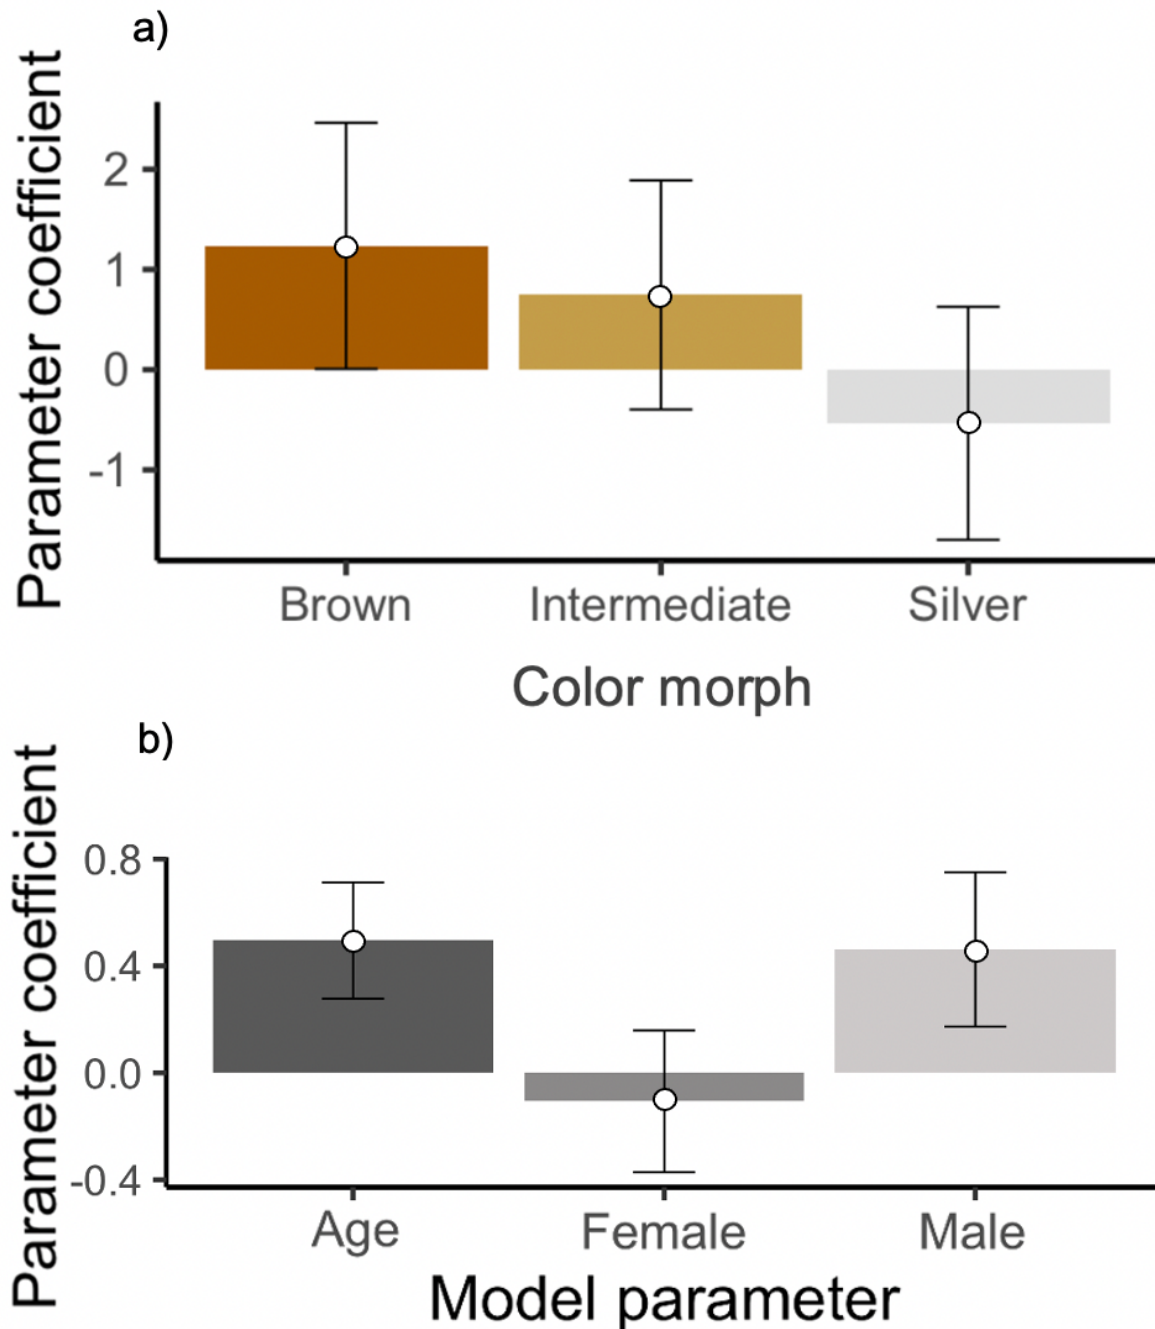 a)
Parameter coefficient
2
1
0
-1
Brown Intermediate Silver
Color morph
b)
Parameter coefficient
0.8
0.4
0.0
-0.4
Age Female Male
Model parameter